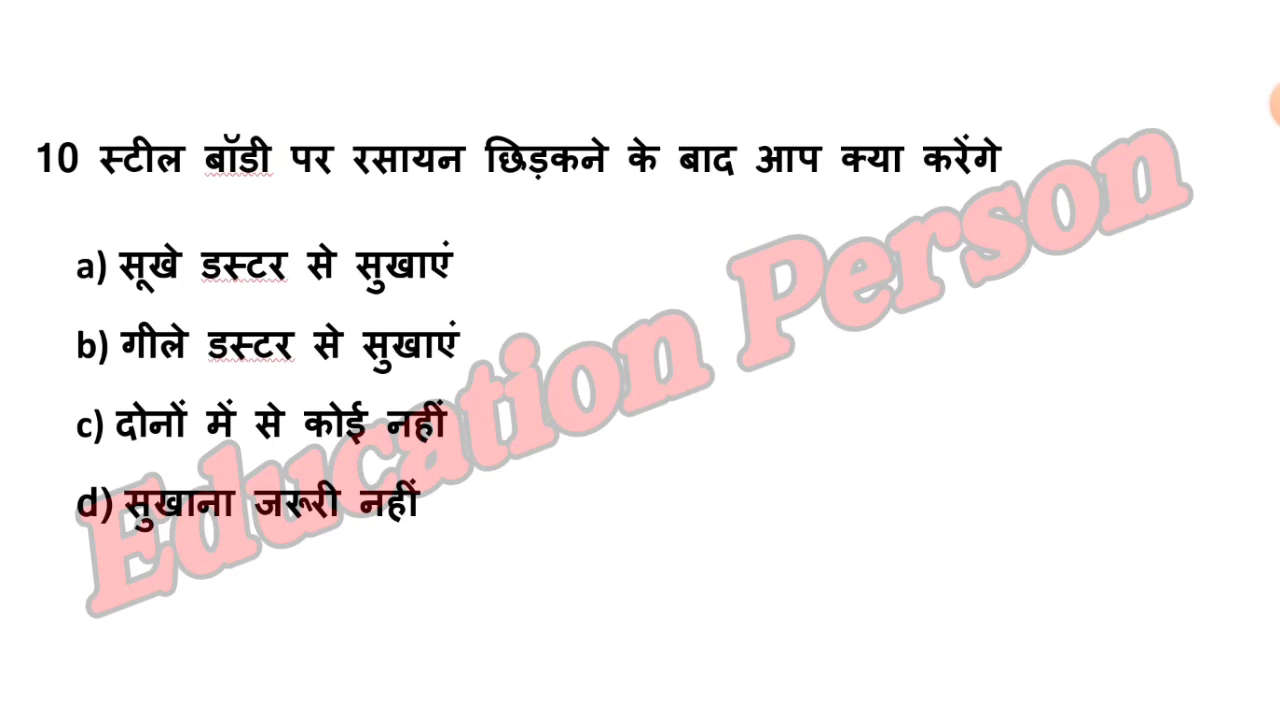 10 स्टील बॉडी पर रसायन छिड़कने के बाद आप क्या करेंगे
a) सूखे डस्टर से सुखाएं
b) गीले डस्टर से सुखाएं
c) दोनों में से कोई नहीं
d) सुखाना जरूरी नहीं
Education Person